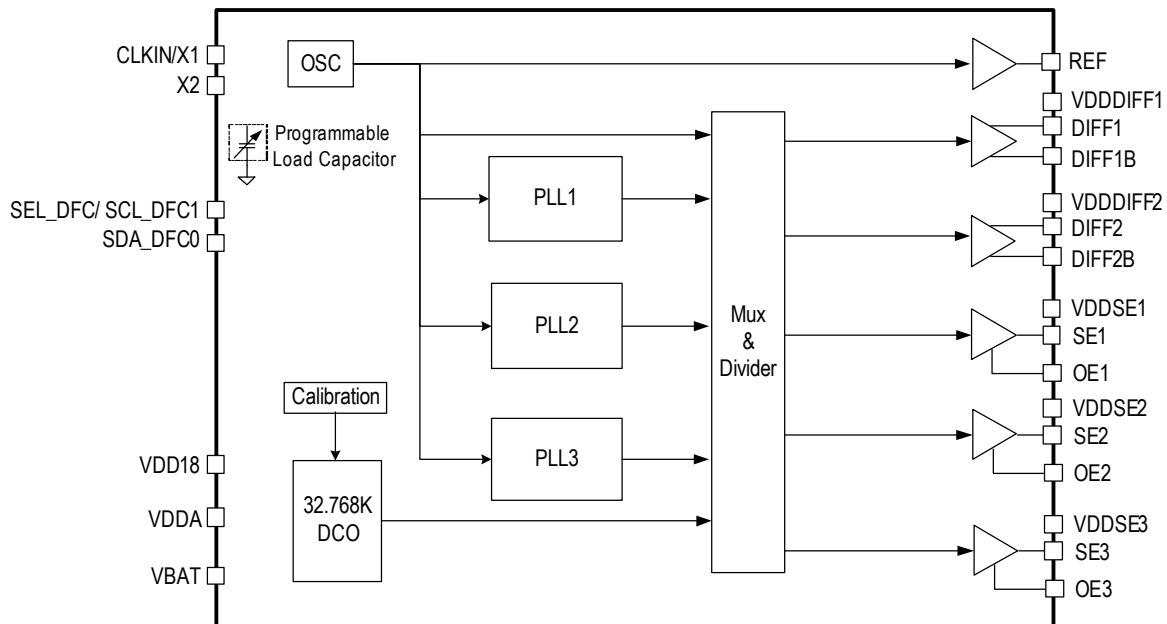 CLKIN/X1
X2
OSC
REF
VDDDIFF1
DIFF1
DIFF1B
Programmable
Load Capacitor
SEL_DFC/ SCL_DFC1
SDA_DFC0
PLL1
VDDDIFF2
DIFF2
DIFF2B
PLL2
Mux
&
Divider
VDDSE1
SE1
OE1
Calibration
VDDSE2
SE2
OE2
PLL3
VDD18
VDDA
VBAT
32.768K
DCO
VDDSE3
SE3
OE3